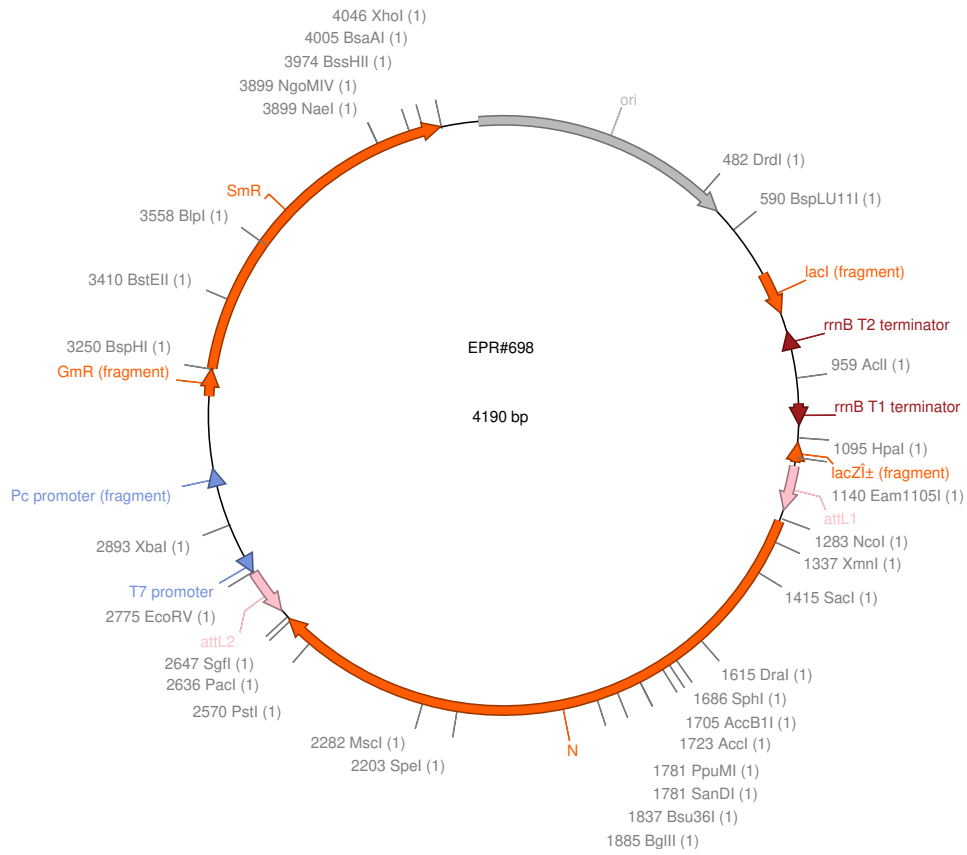 4046 XhoI (1)
4005 BsaAI (1)
3974 BssHII (1)
3899 NgoMIV (1)
3899 NaeI (1)
ori
482 DrdI (1)
590 BspLU11I (1)
SmR
3558 BlpI (1)
3410 BstEII (1)
3250 BspHI (1)
GmR (fragment)
lacI (fragment)
rrnB T2 terminator
959 AclI (1)
rrnB T1 terminator
1095 HpaI (1)
lacZÎ± (fragment)
1140 Eam1105I (1)
attL1
1283 NcoI (1)
1337 XmnI (1)
1415 SacI (1)
EPR#698
4190 bp
Pc promoter (fragment)
2893 XbaI (1)
T7 promoter
2775 EcoRV (1)
attL2
2647 SgfI (1)
2636 PacI (1)
2570 PstI (1)
2282 MscI (1)
2203 SpeI (1)
N
1615 DraI (1)
1686 SphI (1)
1705 AccB1I (1)
1723 AccI (1)
1781 PpuMI (1)
1781 SanDI (1)
1837 Bsu36I (1)
1885 BglII (1)